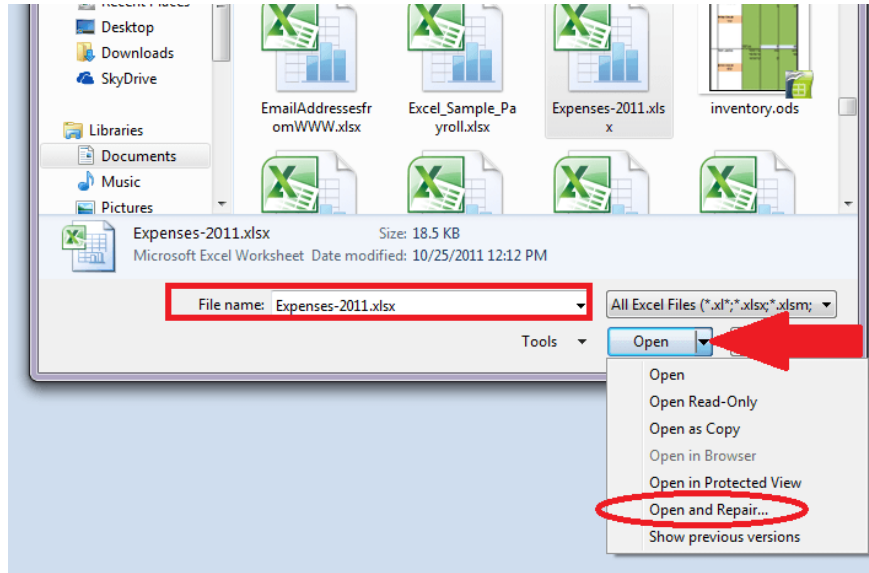 Recent Places
Desktop
Downloads
SkyDrive
Libraries
Documents
Music
Pictures
EmailAddressesfr
omWWW.xlsx
Excel_Sample_Pa
yroll.xlsx
Expenses-2011.xls
x
inventory.ods
Expenses-2011.xlsx Size: 18.5 KB
Microsoft Excel Worksheet Date modified: 10/25/2011 12:12 PM
File name: Expenses-2011.xlsx All Excel Files (*.xl*;*.xlsx;*.xlsm;
Tools Open
Open
Open Read-Only
Open as Copy
Open in Browser
Open in Protected View
Open and Repair...
Show previous versions